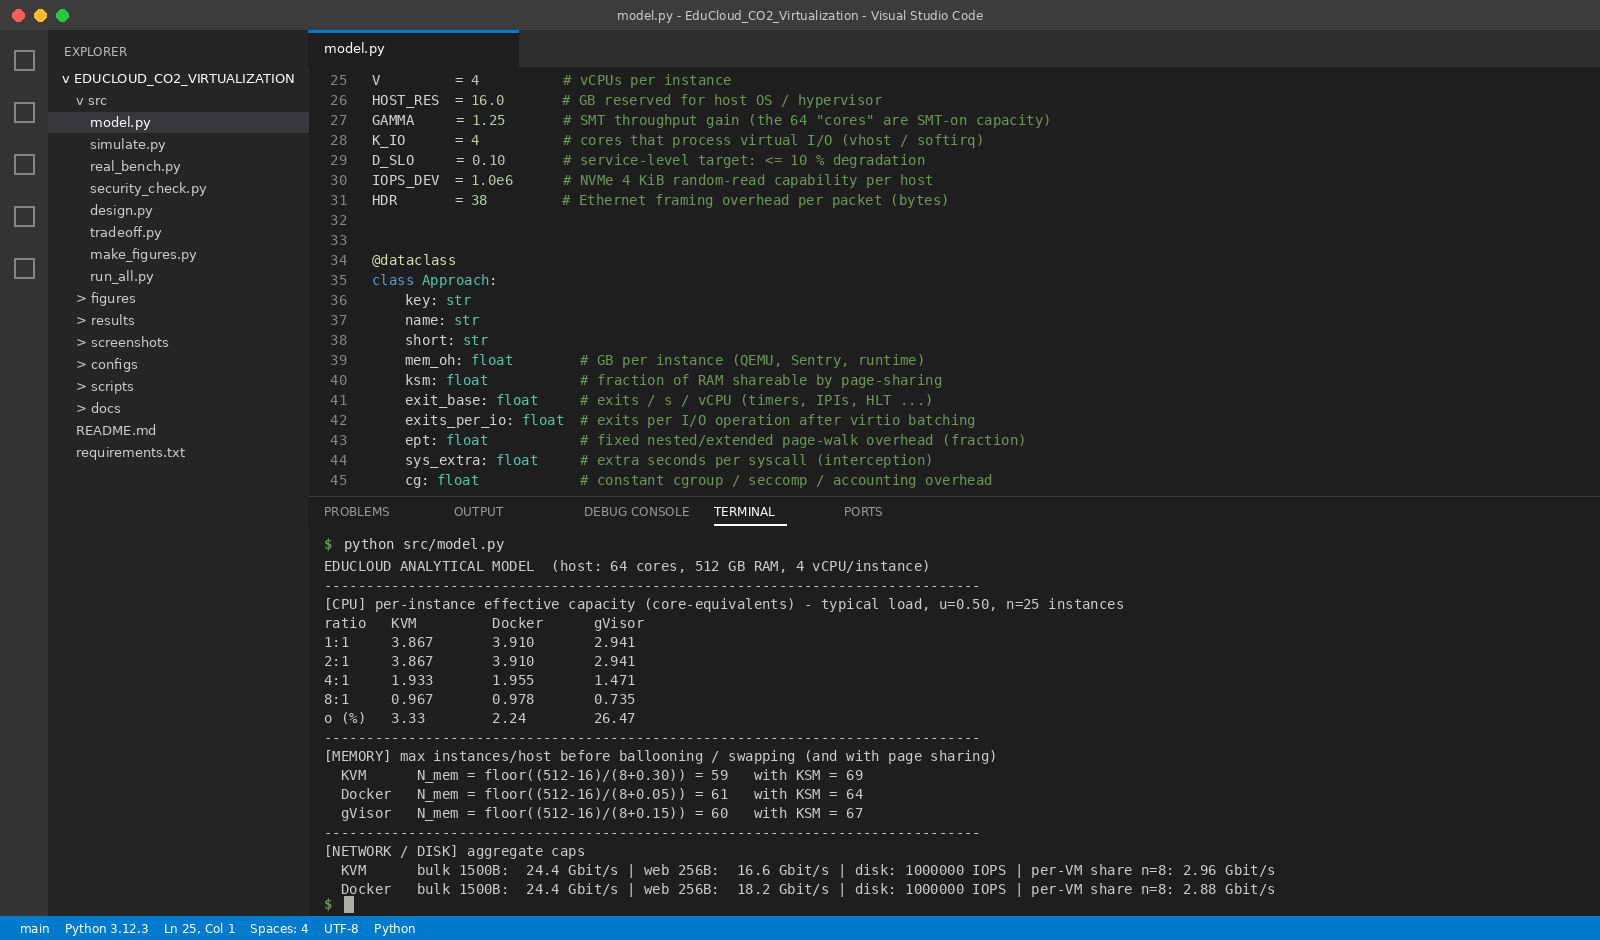 model.py - EduCloud_CO2_Virtualization - Visual Studio Code
EXPLORER
v EDUCLOUD_CO2_VIRTUALIZATION
v src
model.py
simulate.py
real_bench.py
security_check.py
design.py
tradeoff.py
make_figures.py
run_all.py
> figures
> results
> screenshots
> configs
> scripts
> docs
README.md
requirements.txt
model.py
25 V = 4 # vCPUs per instance
26 HOST_RES = 16.0 # GB reserved for host OS / hypervisor
27 GAMMA = 1.25 # SMT throughput gain (the 64 "cores" are SMT-on capacity)
28 K_IO = 4 # cores that process virtual I/O (vhost / softirq)
29 D_SLO = 0.10 # service-level target: <= 10 % degradation
30 IOPS_DEV = 1.0e6 # NVMe 4 KiB random-read capability per host
31 HDR = 38 # Ethernet framing overhead per packet (bytes)
32
33
34 @dataclass
35 class Approach:
36 key: str
37 name: str
38 short: str
39 mem_oh: float # GB per instance (QEMU, Sentry, runtime)
40 ksm: float # fraction of RAM shareable by page-sharing
41 exit_base: float # exits / s / vCPU (timers, IPIs, HLT ...)
42 exits_per_io: float # exits per I/O operation after virtio batching
43 ept: float # fixed nested/extended page-walk overhead (fraction)
44 sys_extra: float # extra seconds per syscall (interception)
45 cg: float # constant cgroup / seccomp / accounting overhead
PROBLEMS OUTPUT DEBUG CONSOLE TERMINAL PORTS
$ python src/model.py
EDUCLOUD ANALYTICAL MODEL (host: 64 cores, 512 GB RAM, 4 vCPU/instance)
------------------------------------------------------------------------------
[CPU] per-instance effective capacity (core-equivalents) - typical load, u=0.50, n=25 instances
ratio KVM Docker gVisor
1:1 3.867 3.910 2.941
2:1 3.867 3.910 2.941
4:1 1.933 1.955 1.471
8:1 0.967 0.978 0.735
o (%) 3.33 2.24 26.47
------------------------------------------------------------------------------
[MEMORY] max instances/host before ballooning / swapping (and with page sharing)
KVM N_mem = floor((512-16)/(8+0.30)) = 59 with KSM = 69
Docker N_mem = floor((512-16)/(8+0.05)) = 61 with KSM = 64
gVisor N_mem = floor((512-16)/(8+0.15)) = 60 with KSM = 67
------------------------------------------------------------------------------
[NETWORK / DISK] aggregate caps
KVM bulk 1500B: 24.4 Gbit/s | web 256B: 16.6 Gbit/s | disk: 1000000 IOPS | per-VM share n=8: 2.96 Gbit/s
Docker bulk 1500B: 24.4 Gbit/s | web 256B: 18.2 Gbit/s | disk: 1000000 IOPS | per-VM share n=8: 2.88 Gbit/s
$
main Python 3.12.3 Ln 25, Col 1 Spaces: 4 UTF-8 Python